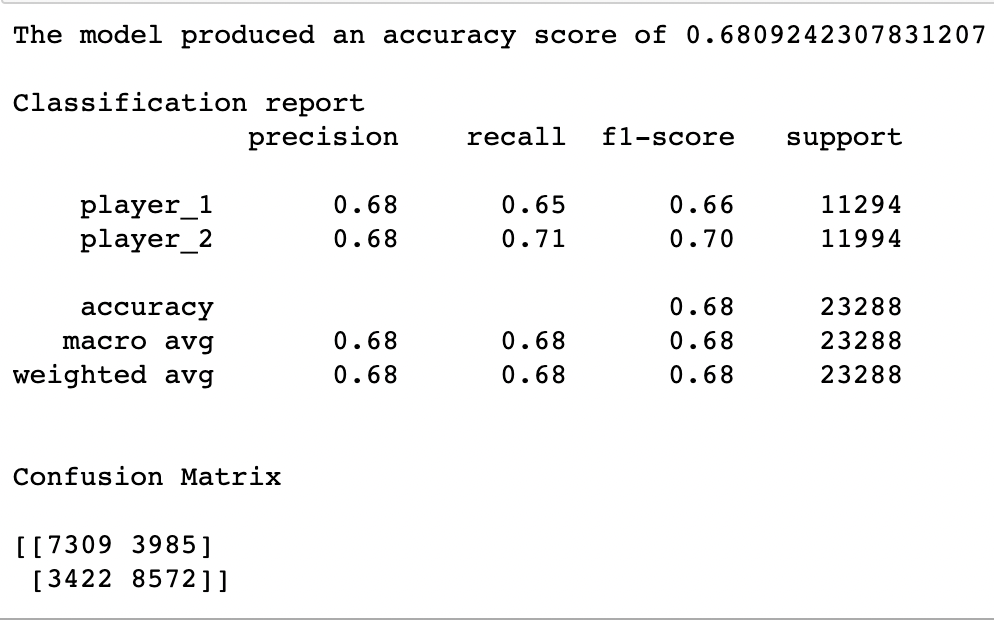 The model produced an accuracy score of 0.6809242307831207
Classification report
precision recall f1-score support
player_1 0.68 0.65 0.66 11294
player_2 0.68 0.71 0.70 11994
accuracy 0.68 23288
macro avg 0.68 0.68 0.68 23288
weighted avg 0.68 0.68 0.68 23288
Confusion Matrix
[[7309 3985]
[3422 8572]]